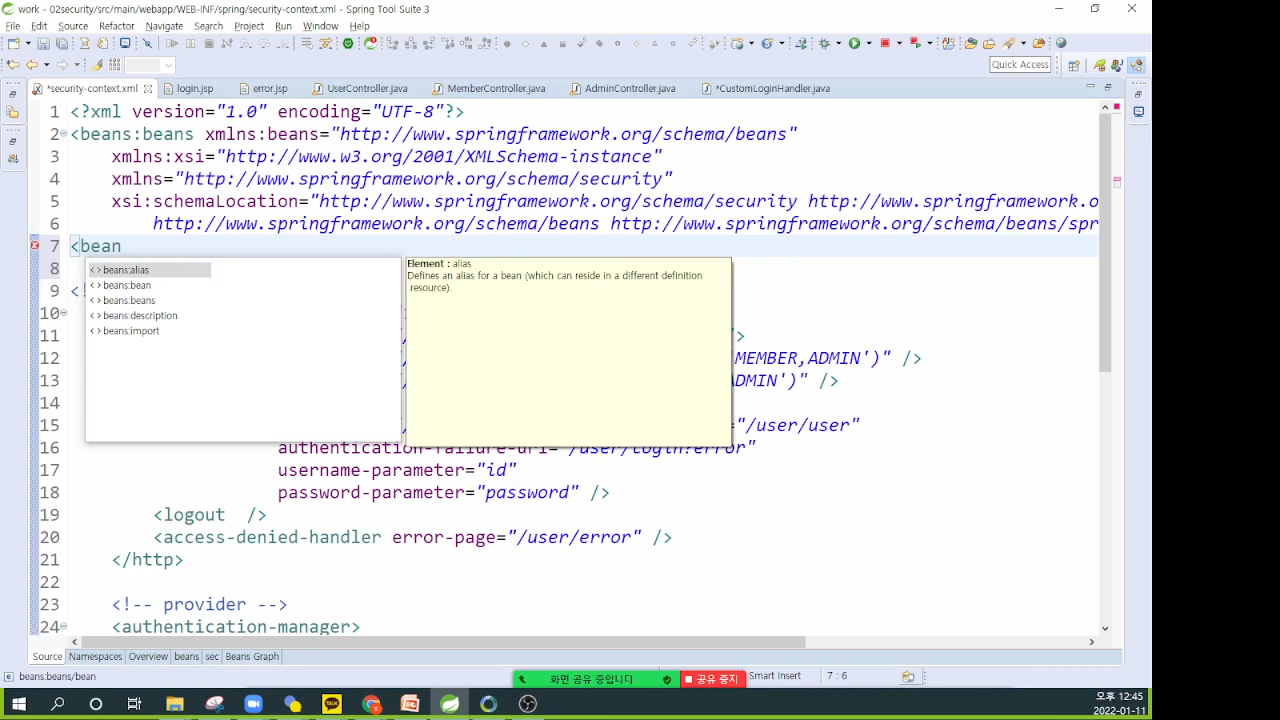 work - 02security/src/main/webapp/WEB-INF/spring/security-context.xml - Spring Tool Suite 3
File Edit Source Refactor Navigate Search Project Run Window Help
Quick Access
*security-context.xml login.jsp error.jsp UserController.java MemberController.java AdminController.java *CustomLoginHandler.java
1 <?xml version="1.0" encoding="UTF-8"?>
2 <beans:beans xmlns:beans="http://www.springframework.org/schema/beans"
3 xmlns:xsi="http://www.w3.org/2001/XMLSchema-instance"
4 xmlns="http://www.springframework.org/schema/security"
5 xsi:schemaLocation="http://www.springframework.org/schema/security http://www.springframework.o
6 http://www.springframework.org/schema/beans http://www.springframework.org/schema/beans/spr
7 <bean
beans:alias
beans:bean
beans:beans
beans:description
beans:import
Element : alias
Defines an alias for a bean (which can reside in a different definition
resource).
8
9 <!
10
11 />
12 MEMBER,ADMIN')" />
13 ADMIN')" />
14
15 ="/user/user"
16 authentication-failure-url="/user/login?error"
17 username-parameter="id"
18 password-parameter="password" />
19 <logout />
20 <access-denied-handler error-page="/user/error" />
21 </http>
22
23 <!-- provider -->
24 <authentication-manager>
Source Namespaces Overview beans sec Beans Graph
beans:beans/bean
화면 공유 중입니다 공유 중지
Smart Insert 7 : 6
TALK
오후 12:45
2022-01-11